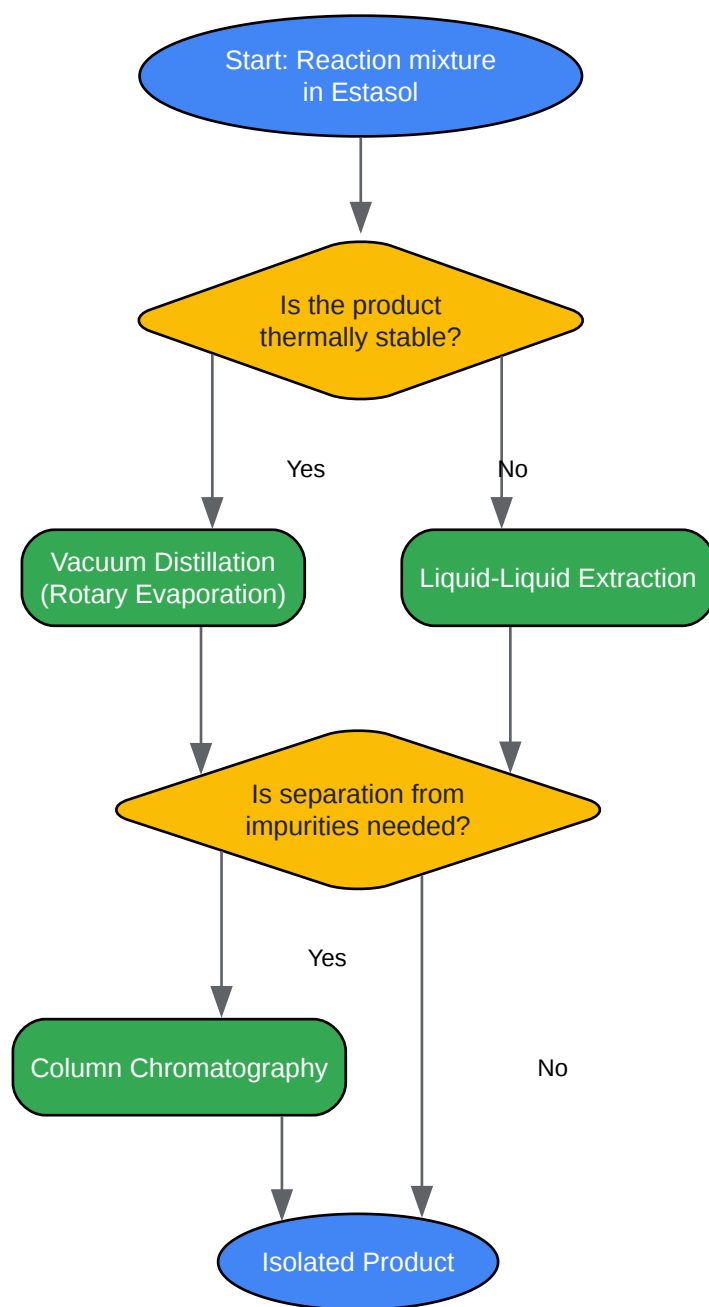 Start: Reaction mixture
in Estasol
Is the product
thermally stable?
Yes
No
Vacuum Distillation
(Rotary Evaporation)
Liquid-Liquid Extraction
Is separation from
impurities needed?
Yes
Column Chromatography
No
Isolated Product